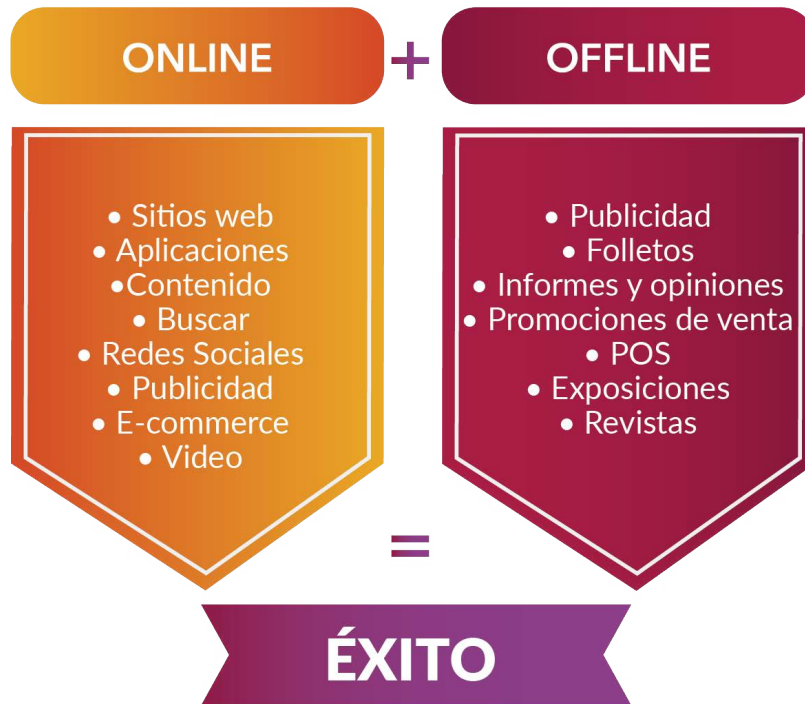 ONLINE + OFFLINE
• Sitios web
• Aplicaciones
•Contenido
• Buscar
• Redes Sociales
• Publicidad
• E-commerce
• Video
• Publicidad
• Folletos
• Informes y opiniones
• Promociones de venta
• POS
• Exposiciones
• Revistas
=
ÉXITO